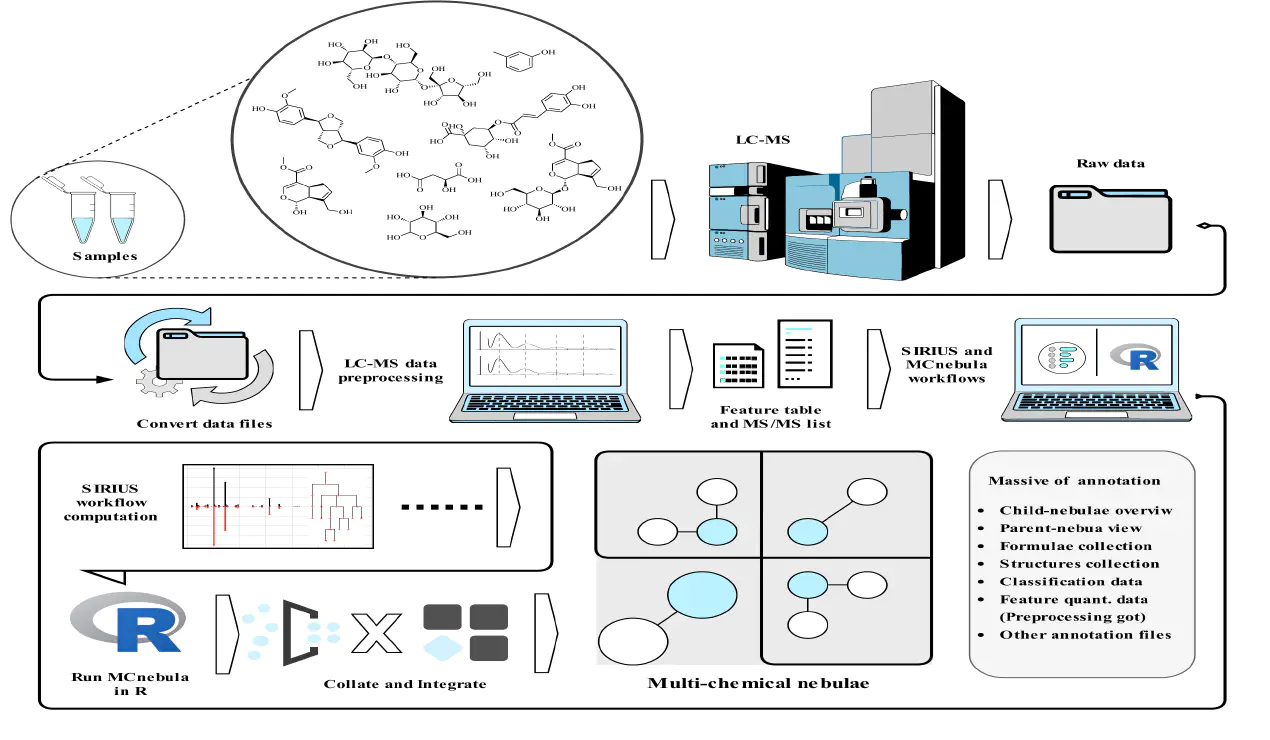 LC-MS
Raw data
Samples
LC-MS data
preprocessing
Convert data files
Feature table
and MS/MS list
SIRIUS and
MCnebula
workflows
R
SIRIUS
workflow
computation
Massive of annotation
• Child-nebulae overviw
• Parent-nebua view
• Formulae collection
• Structures collection
• Classification data
• Feature quant. data
(Preprocessing got)
• Other annotation files
R
Run MCnebula
in R
Collate and Integrate
Multi-chemical nebulae